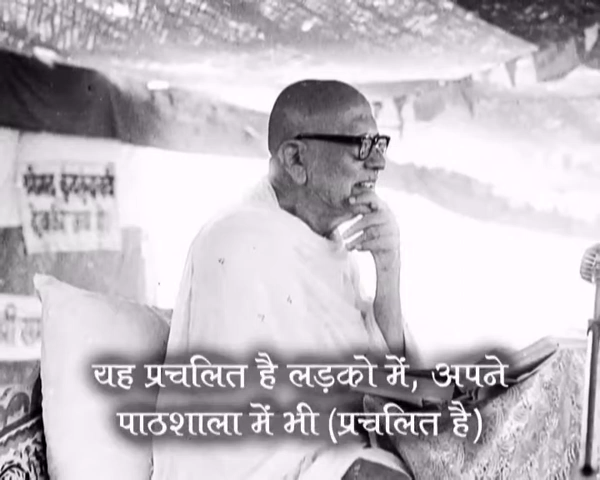 यह प्रचलित है लड़को में, अपने
पाठशाला में भी (प्रचलित है)